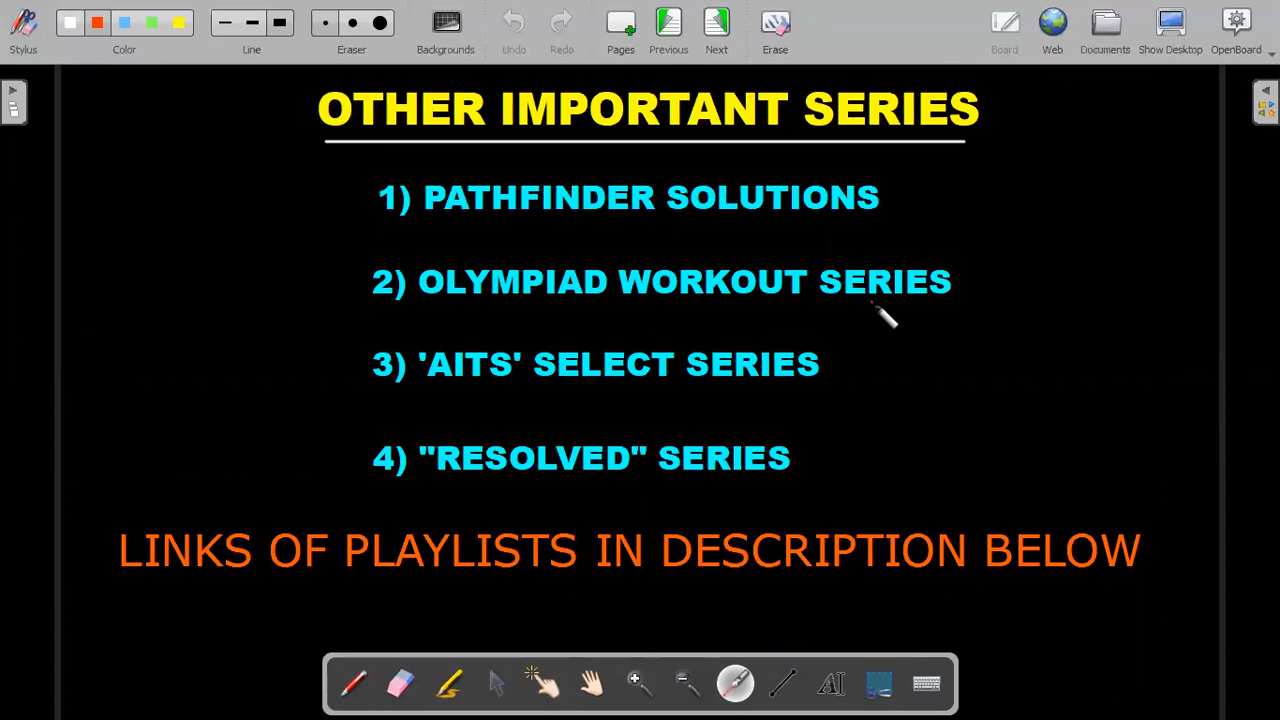 Stylus Color Line Eraser Backgrounds Undo Redo Pages Previous Next Erase Board Web Documents Show Desktop OpenBoard
OTHER IMPORTANT SERIES
1) PATHFINDER SOLUTIONS
2) OLYMPIAD WORKOUT SERIES
3) 'AITS' SELECT SERIES
4) "RESOLVED" SERIES
LINKS OF PLAYLISTS IN DESCRIPTION BELOW
AI